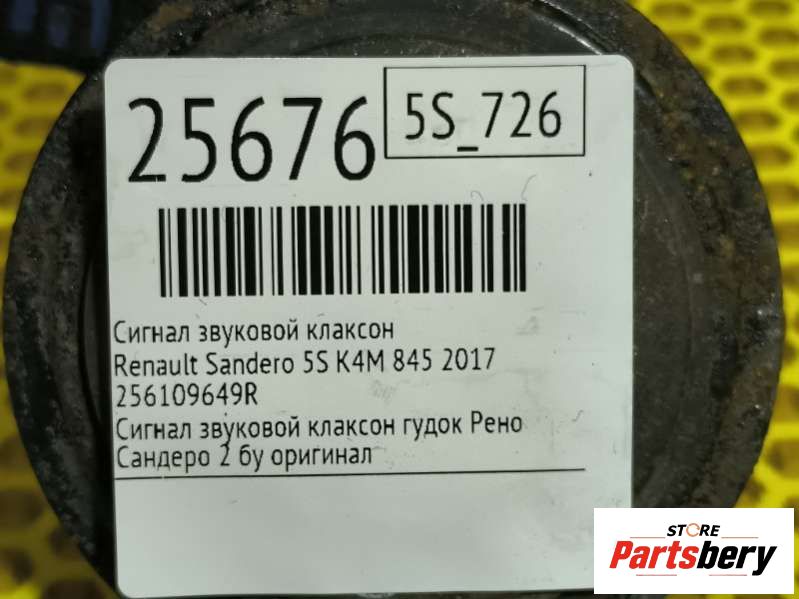 25676
5S_726
Сигнал звуковой клаксон
Renault Sandero 5S K4M 845 2017
256109649R
Сигнал звуковой клаксон гудок Рено
Сандеро 2 бу оригинал
STORE
Partsbery